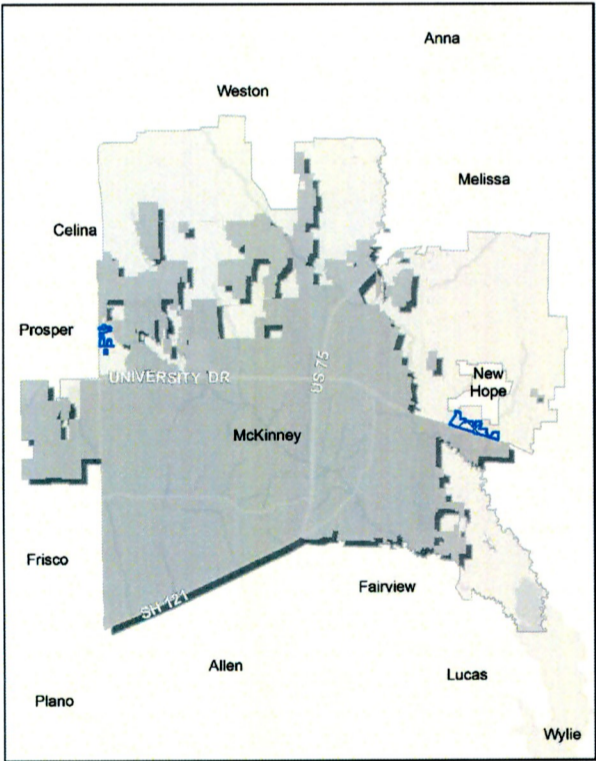 Anna
Weston
Melissa
Celina
Prosper
UNIVERSITY DR
US 75
New
Hope
McKinney
Frisco
Fairview
SH 121
Allen
Lucas
Plano
Wylie